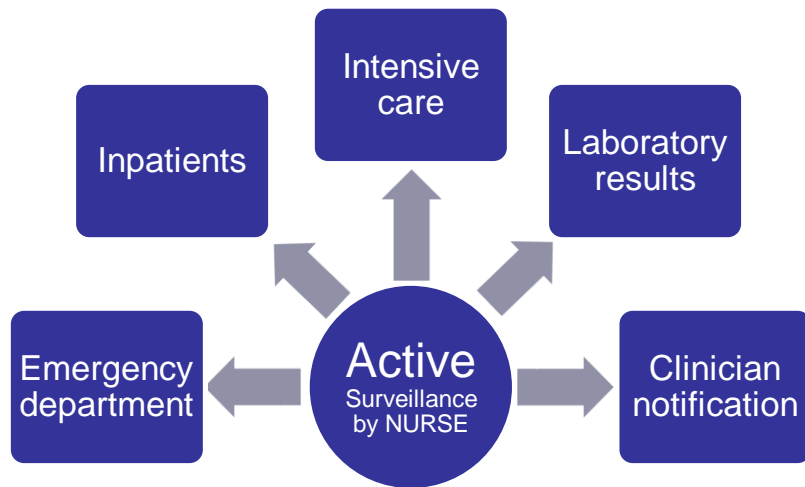 Intensive
care
Inpatients
Laboratory
results
Emergency
department
Active
Surveillance
by NURSE
Clinician
notification